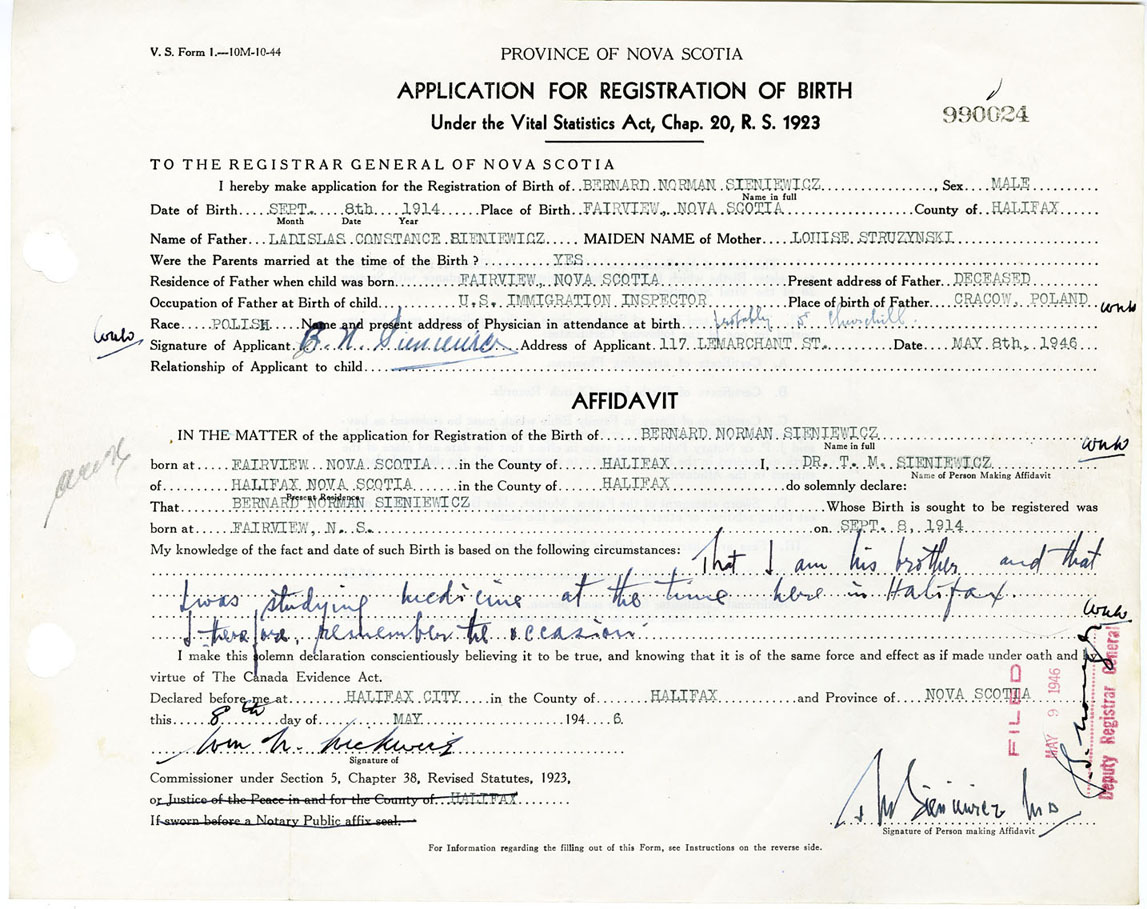 V. S. Form 1.—10M-10-44
PROVINCE OF NOVA SCOTIA
APPLICATION FOR REGISTRATION OF BIRTH
Under the Vital Statistics Act, Chap. 20, R. S. 1923
990024
TO THE REGISTRAR GENERAL OF NOVA SCOTIA
I hereby make application for the Registration of Birth of BERNARD NORMAN SIENIEWICZ, Sex MALE
Name in full
Date of Birth SEPT. 8th 1914 Place of Birth FAIRVIEW, NOVA SCOTIA County of HALIFAX
Month Date Year
Name of Father LADISLAS CONSTANCE SIENIEWICZ MAIDEN NAME of Mother LOUISE STRUZYNSKI
Were the Parents married at the time of the Birth? YES
Residence of Father when child was born FAIRVIEW, NOVA SCOTIA Present address of Father DECEASED
Occupation of Father at Birth of child U.S. IMMIGRATION INSPECTOR Place of birth of Father CRACOW, POLAND
Race POLISH Name and present address of Physician in attendance at birth probably Dr Churchill.
Signature of Applicant B. N. Sieniewicz Address of Applicant 117 LEMARCHANT ST. Date MAY 8th, 1946
Relationship of Applicant to child
AFFIDAVIT
IN THE MATTER of the application for Registration of the Birth of BERNARD NORMAN SIENIEWICZ
Name in full
born at FAIRVIEW NOVA SCOTIA in the County of HALIFAX I, DR. T. M. SIENIEWICZ
Name of Person Making Affidavit
of HALIFAX NOVA SCOTIA in the County of HALIFAX do solemnly declare:
Present Residence
That BERNARD NORMAN SIENIEWICZ Whose Birth is sought to be registered was
born at FAIRVIEW, N. S. on SEPT. 8, 1914
My knowledge of the fact and date of such Birth is based on the following circumstances: That I am his brother and that
I was studying medicine at the time here in Halifax.
I therefore, remember the occasion.
I make this solemn declaration conscientiously believing it to be true, and knowing that it is of the same force and effect as if made under oath and
virtue of The Canada Evidence Act.
Declared before me at HALIFAX CITY in the County of HALIFAX and Province of NOVA SCOTIA
this 8th day of MAY 1946.
Signature of
Commissioner under Section 5, Chapter 38, Revised Statutes, 1923,
or Justice of the Peace in and for the County of HALIFAX
If sworn before a Notary Public affix seal.
T M Sieniewicz MD
Signature of Person making Affidavit
For Information regarding the filling out of this Form, see Instructions on the reverse side.
FILED
MAY 9 1946
Deputy Registrar General